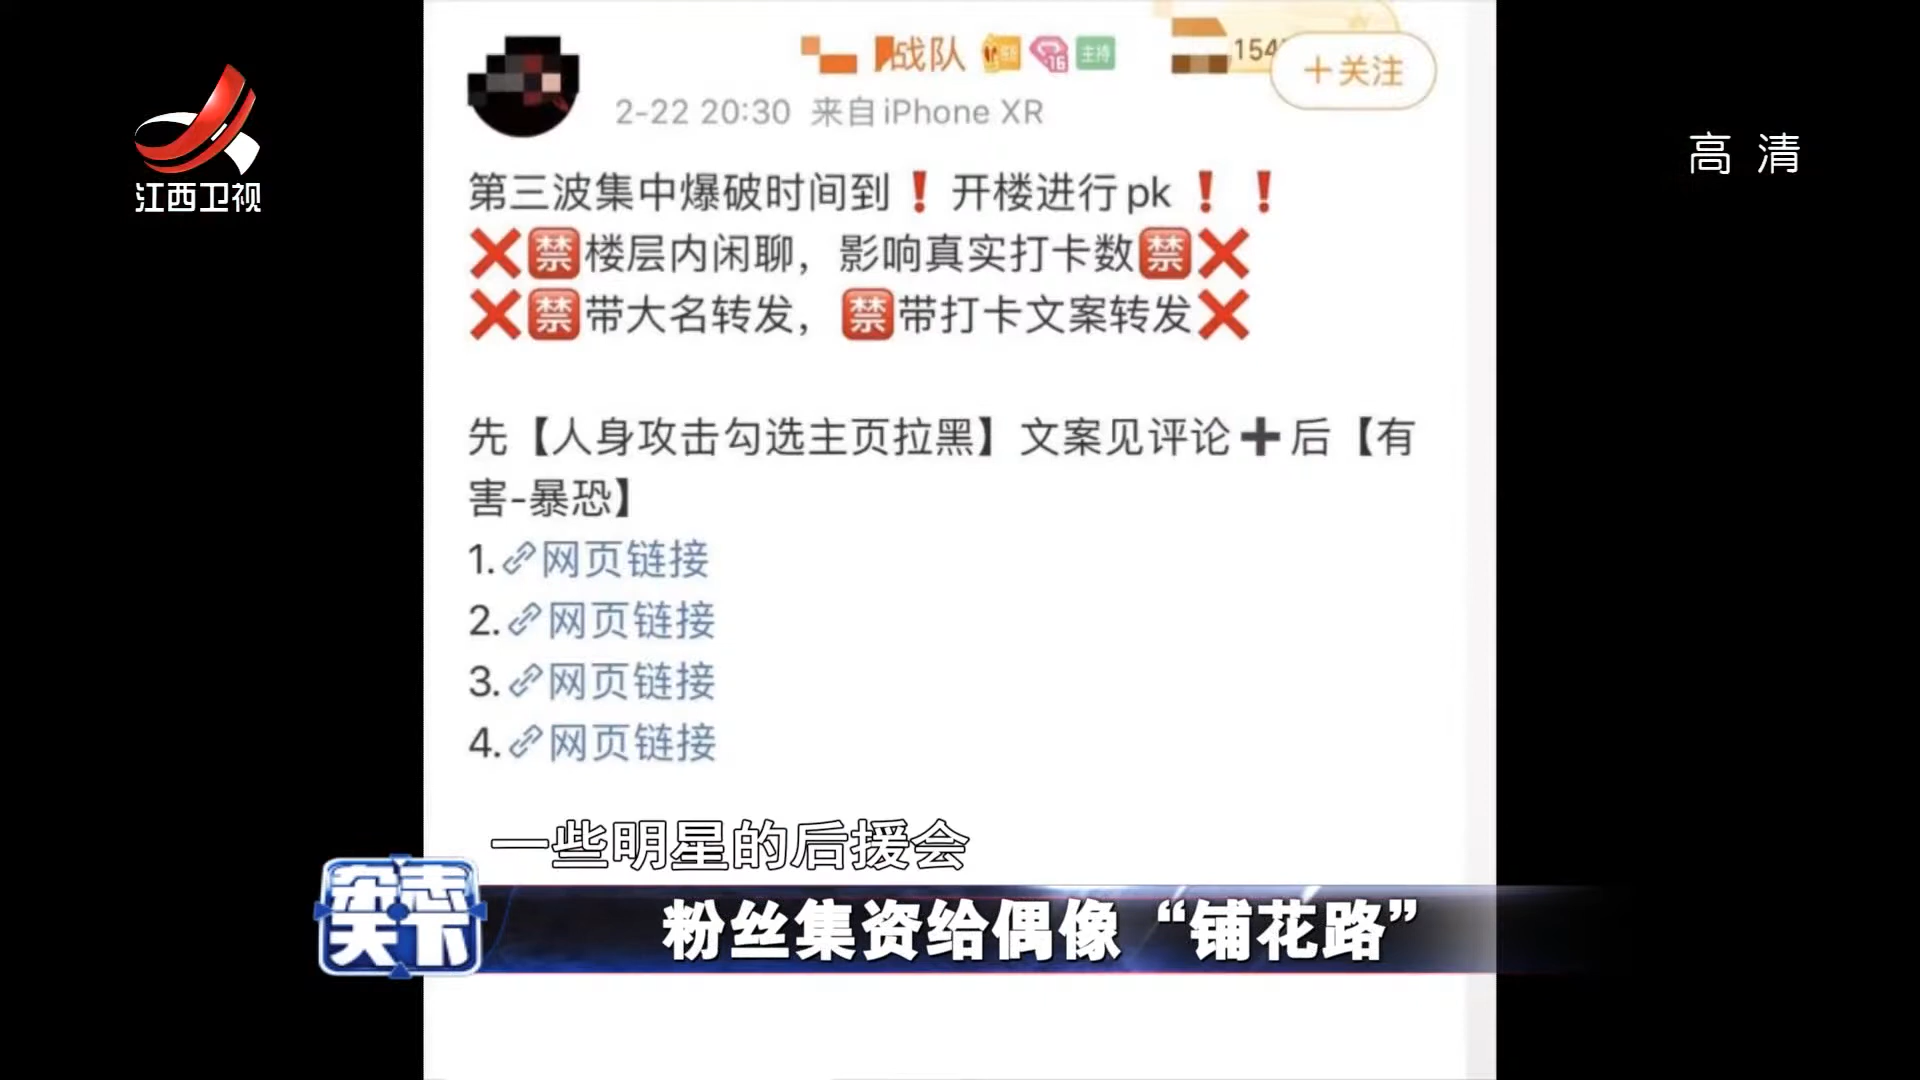 战队
主持
154
+关注
2-22 20:30 来自iPhone XR
江西卫视
高清
第三波集中爆破时间到❗开楼进行pk❗❗
❌禁楼层内闲聊，影响真实打卡数禁❌
❌禁带大名转发，禁带打卡文案转发❌
先【人身攻击勾选主页拉黑】文案见评论➕后【有
害-暴恐】
1.网页链接
2.网页链接
3.网页链接
4.网页链接
一些明星的后援会
杂志
天下
粉丝集资给偶像“铺花路”